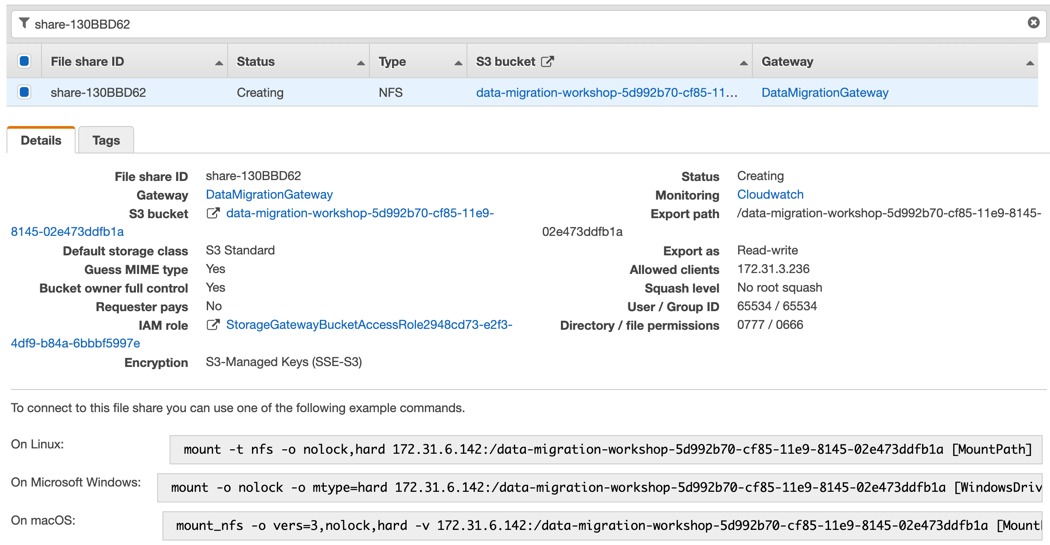 share-130BBD62
File share ID Status Type S3 bucket Gateway
share-130BBD62 Creating NFS data-migration-workshop-5d992b70-cf85-11... DataMigrationGateway
Details Tags
File share ID share-130BBD62 Status Creating
Gateway DataMigrationGateway Monitoring Cloudwatch
S3 bucket data-migration-workshop-5d992b70-cf85-11e9- Export path /data-migration-workshop-5d992b70-cf85-11e9-8145-
8145-02e473ddfb1a 02e473ddfb1a
Default storage class S3 Standard Export as Read-write
Guess MIME type Yes Allowed clients 172.31.3.236
Bucket owner full control Yes Squash level No root squash
Requester pays No User / Group ID 65534 / 65534
IAM role StorageGatewayBucketAccessRole2948cd73-e2f3- Directory / file permissions 0777 / 0666
4df9-b84a-6bbbf5997e
Encryption S3-Managed Keys (SSE-S3)
To connect to this file share you can use one of the following example commands.
On Linux: mount -t nfs -o nolock,hard 172.31.6.142:/data-migration-workshop-5d992b70-cf85-11e9-8145-02e473ddfb1a [MountPath]
On Microsoft Windows: mount -o nolock -o mtype=hard 172.31.6.142:/data-migration-workshop-5d992b70-cf85-11e9-8145-02e473ddfb1a [WindowsDriv
On macOS: mount_nfs -o vers=3,nolock,hard -v 172.31.6.142:/data-migration-workshop-5d992b70-cf85-11e9-8145-02e473ddfb1a [Mount